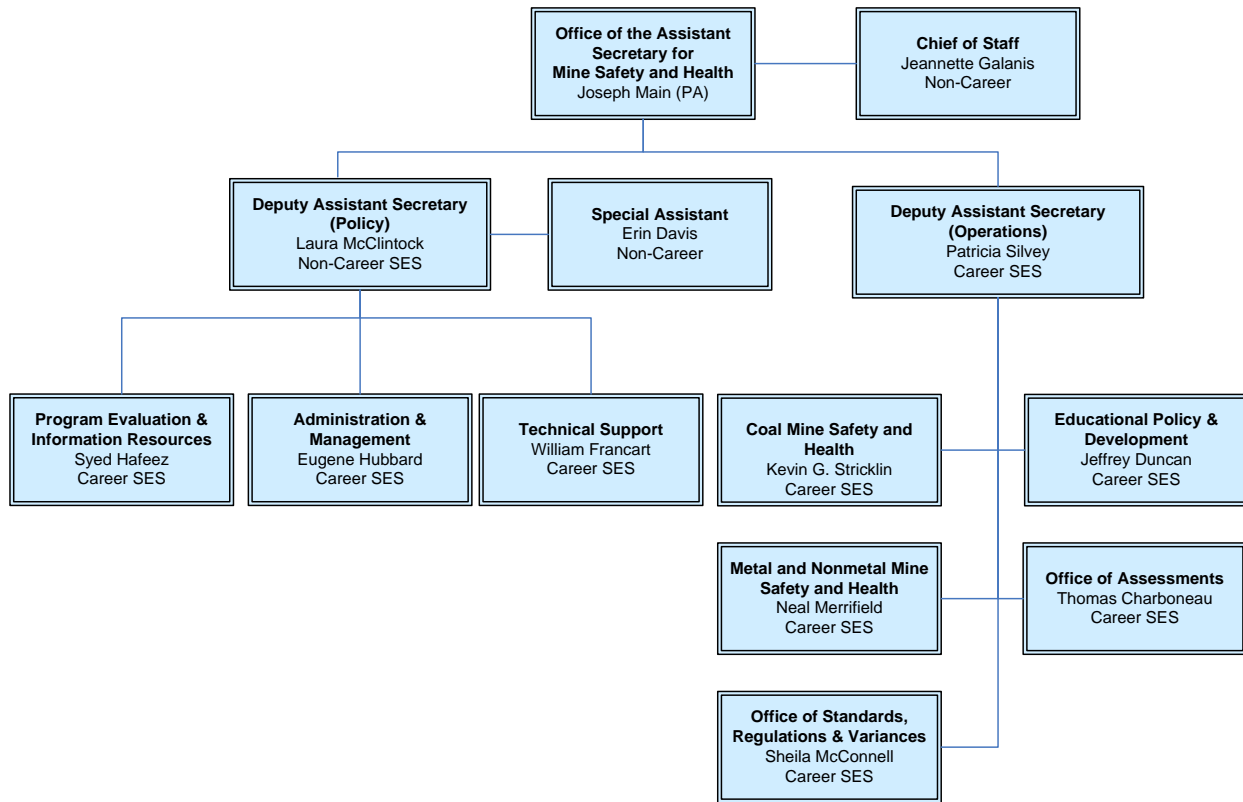 Office of the Assistant
Secretary for
Mine Safety and Health
Joseph Main (PA)
Chief of Staff
Jeannette Galanis
Non-Career
Deputy Assistant Secretary
(Policy)
Laura McClintock
Non-Career SES
Special Assistant
Erin Davis
Non-Career
Deputy Assistant Secretary
(Operations)
Patricia Silvey
Career SES
Program Evaluation &
Information Resources
Syed Hafeez
Career SES
Administration &
Management
Eugene Hubbard
Career SES
Technical Support
William Francart
Career SES
Coal Mine Safety and
Health
Kevin G. Stricklin
Career SES
Educational Policy &
Development
Jeffrey Duncan
Career SES
Metal and Nonmetal Mine
Safety and Health
Neal Merrifield
Career SES
Office of Assessments
Thomas Charboneau
Career SES
Office of Standards,
Regulations & Variances
Sheila McConnell
Career SES